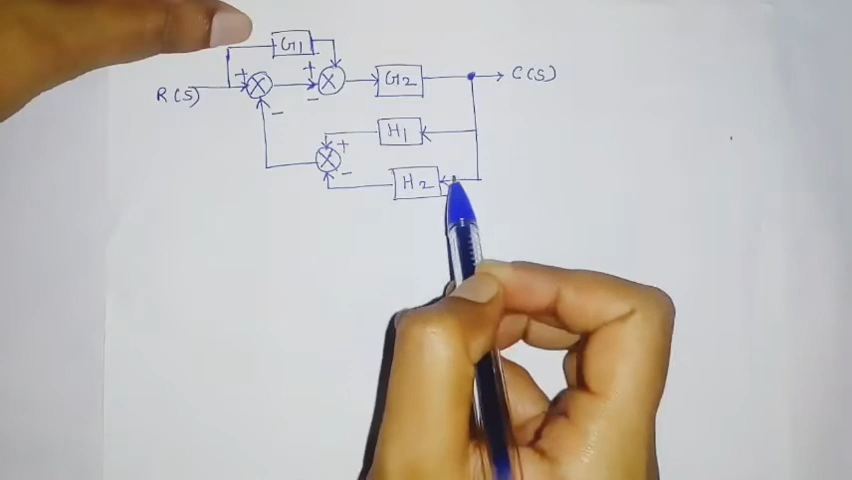 G1
+ + G2 C(S)
R(S) - -
H1
+
-
H2